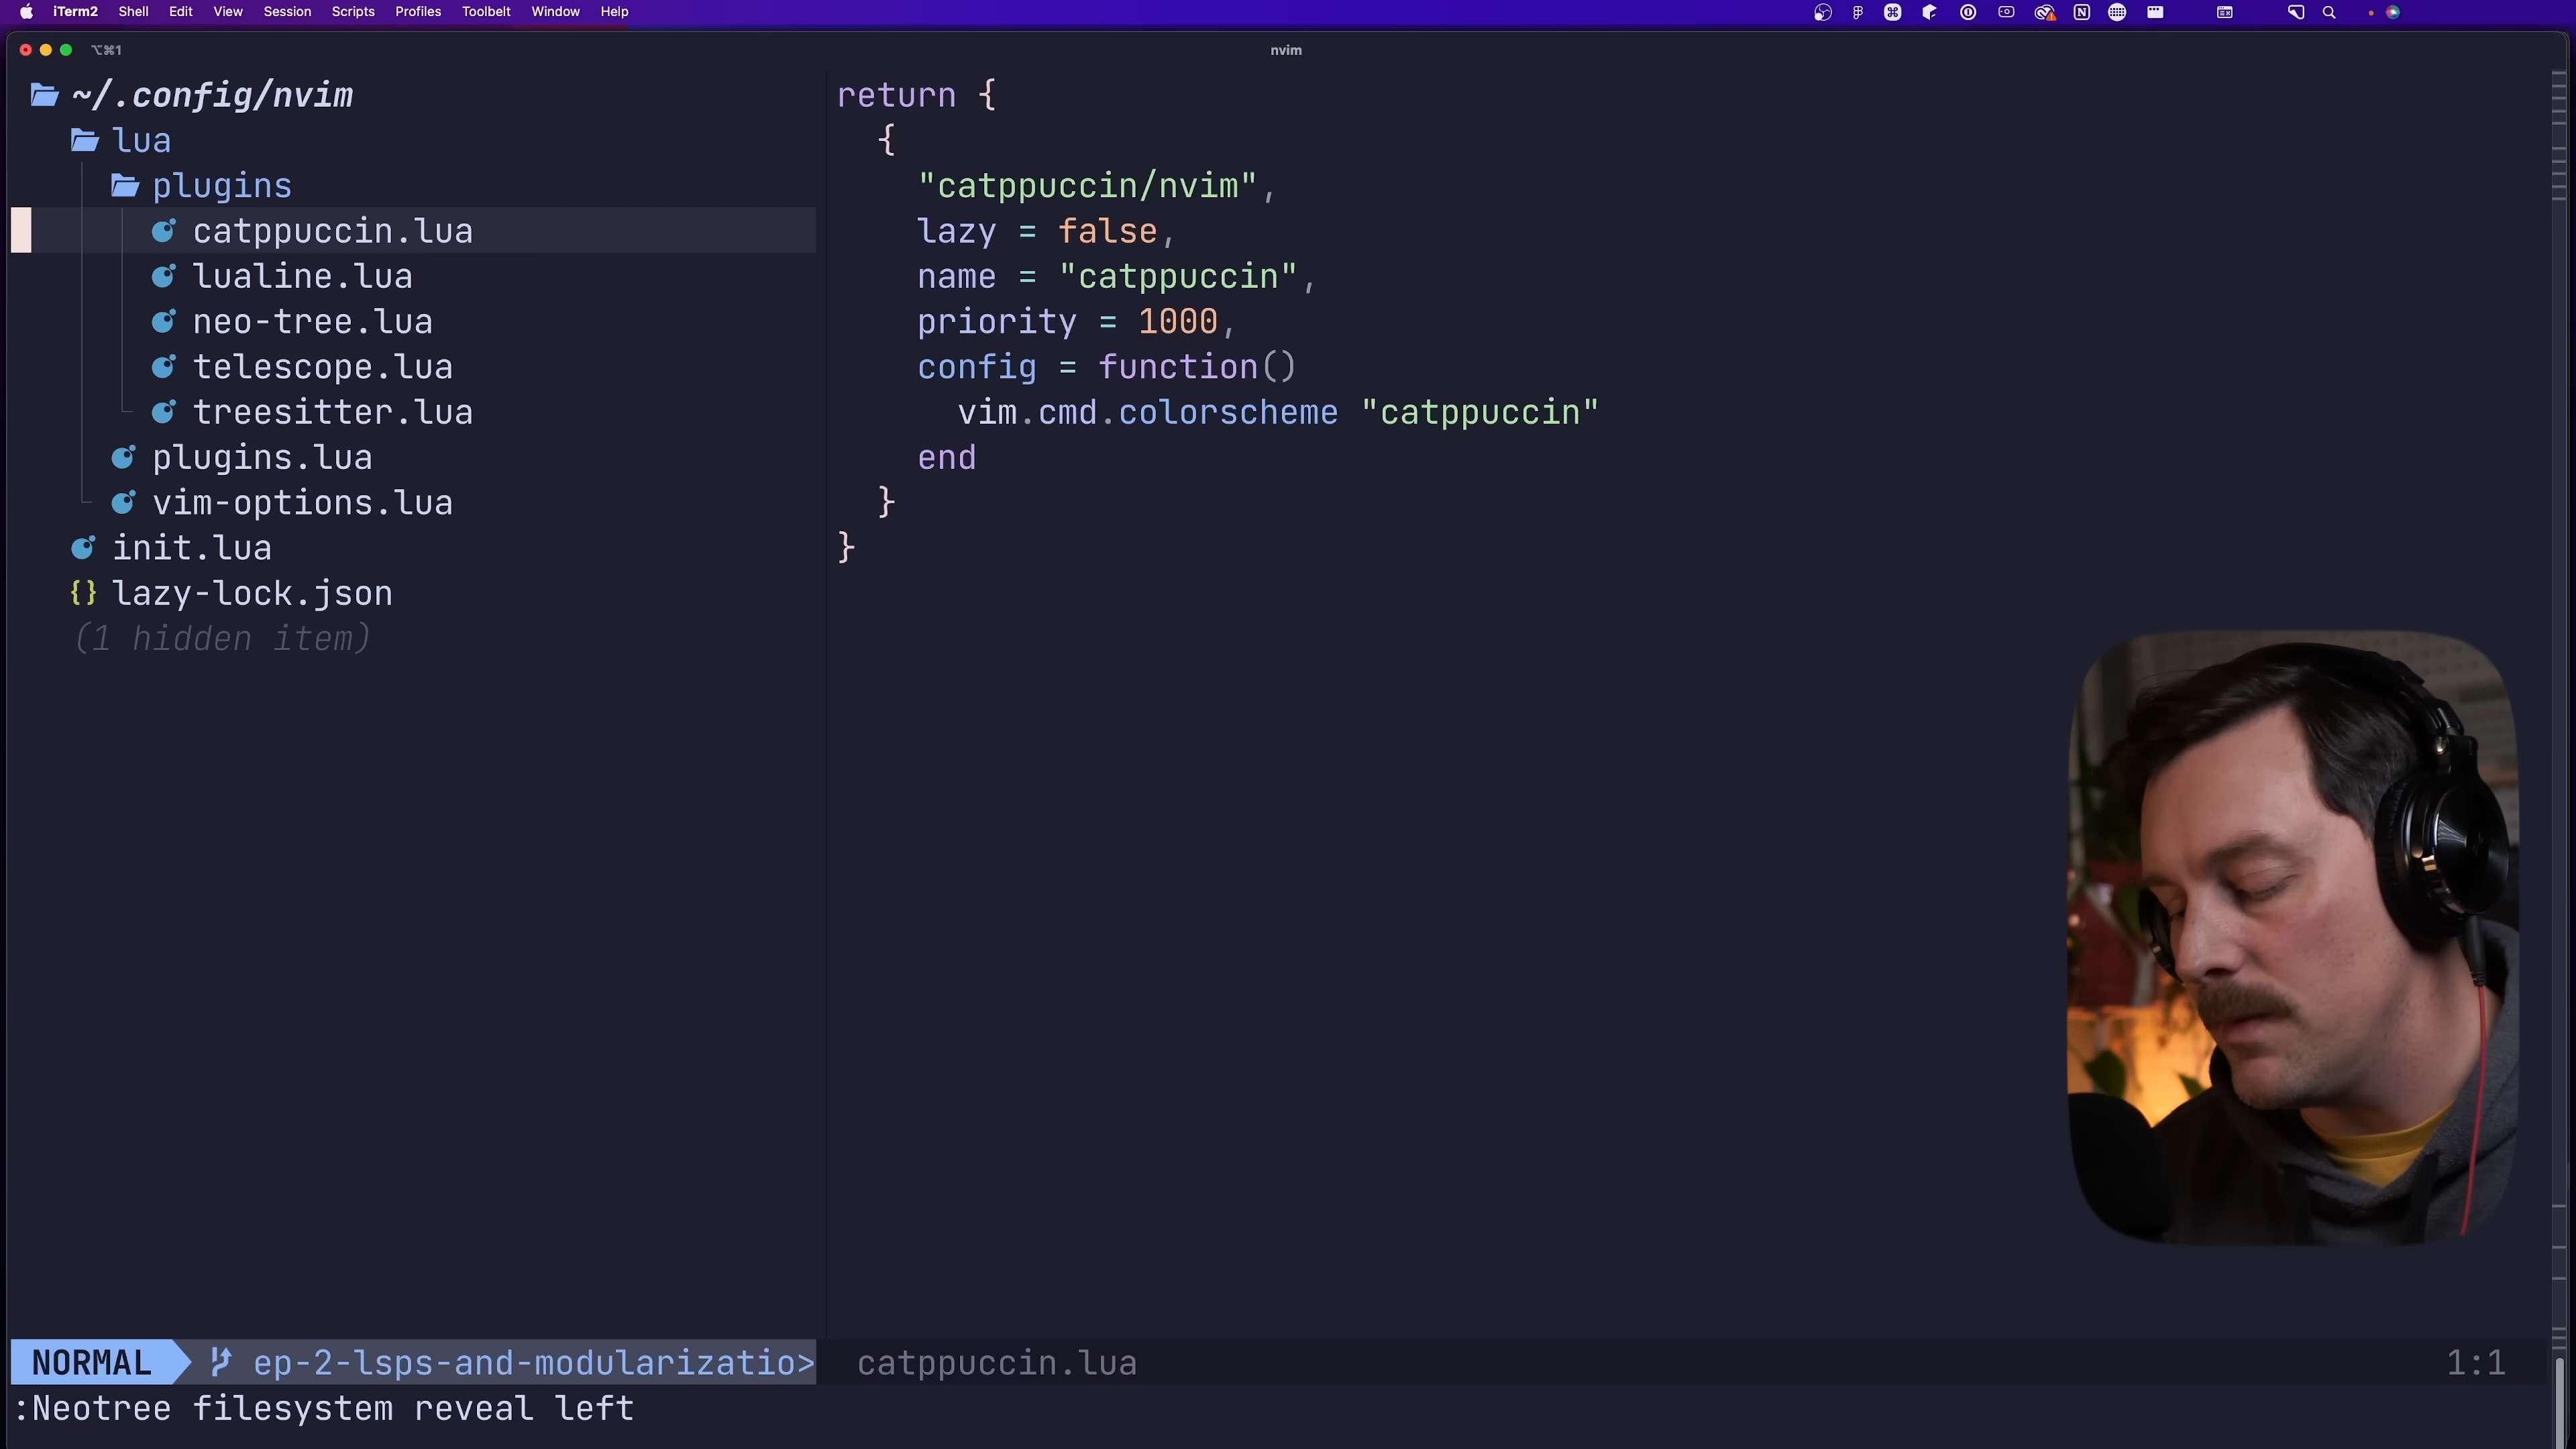 iTerm2 Shell Edit View Session Scripts Profiles Toolbelt Window Help
⌥⌘1
nvim
~/.config/nvim
lua
plugins
catppuccin.lua
lualine.lua
neo-tree.lua
telescope.lua
treesitter.lua
plugins.lua
vim-options.lua
init.lua
{} lazy-lock.json
(1 hidden item)
return {
{
"catppuccin/nvim",
lazy = false,
name = "catppuccin",
priority = 1000,
config = function()
vim.cmd.colorscheme "catppuccin"
end
}
}
NORMAL ep-2-lsps-and-modularizatio>
catppuccin.lua 1:1
:Neotree filesystem reveal left